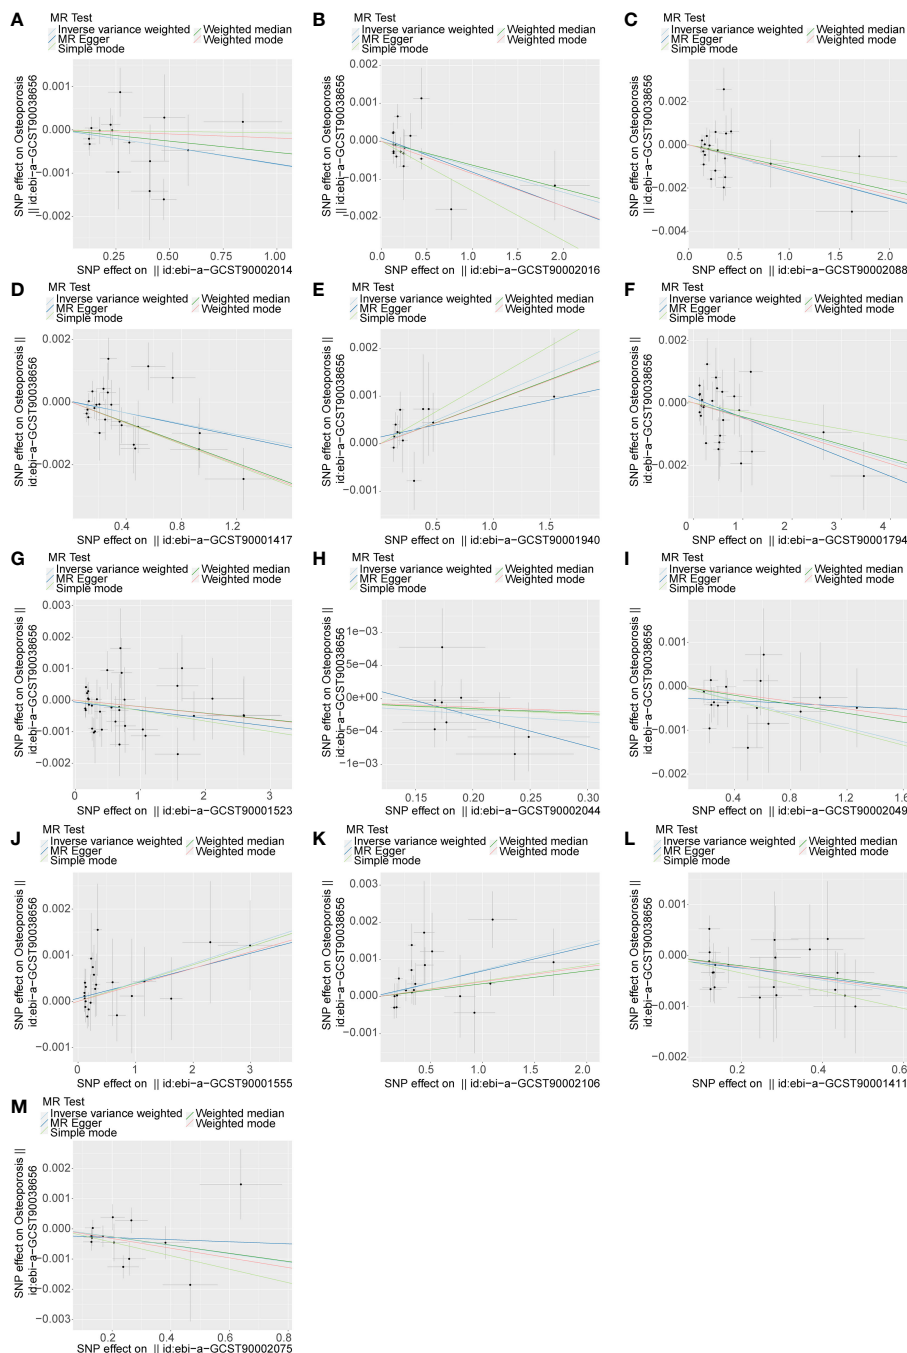 A
MR Test
Inverse variance weighted
Weighted median
MR Egger
Weighted mode
Simple mode
SNP effect on Osteoporosis
|| id:ebi-a-GCST90038656
0.001
0.000
−0.001
−0.002
0.25
0.50
0.75
1.00
SNP effect on || id:ebi-a-GCST90002014
B
MR Test
Inverse variance weighted
Weighted median
MR Egger
Weighted mode
Simple mode
SNP effect on Osteoporosis
|| id:ebi-a-GCST90038656
0.002
0.001
0.000
−0.001
−0.002
0.0
0.5
1.0
1.5
2.0
SNP effect on || id:ebi-a-GCST90002016
C
MR Test
Inverse variance weighted
Weighted median
MR Egger
Weighted mode
Simple mode
SNP effect on Osteoporosis
|| id:ebi-a-GCST90038656
0.002
0.000
−0.002
−0.004
0.0
0.5
1.0
1.5
2.0
SNP effect on || id:ebi-a-GCST90002088
D
MR Test
Inverse variance weighted
Weighted median
MR Egger
Weighted mode
Simple mode
SNP effect on Osteoporosis ||
id:ebi-a-GCST90038656
0.002
0.000
−0.002
0.4
0.8
1.2
SNP effect on || id:ebi-a-GCST90001417
E
MR Test
Inverse variance weighted
Weighted median
MR Egger
Weighted mode
Simple mode
SNP effect on Osteoporosis ||
id:ebi-a-GCST90038656
0.002
0.001
0.000
−0.001
0.5
1.0
1.5
SNP effect on || id:ebi-a-GCST90001940
F
MR Test
Inverse variance weighted
Weighted median
MR Egger
Weighted mode
Simple mode
SNP effect on Osteoporosis ||
id:ebi-a-GCST90038656
0.002
0.000
−0.002
0
1
2
3
4
SNP effect on || id:ebi-a-GCST90001794
G
MR Test
Inverse variance weighted
Weighted median
MR Egger
Weighted mode
Simple mode
SNP effect on Osteoporosis ||
id:ebi-a-GCST90038656
0.003
0.002
0.001
0.000
−0.001
−0.002
0
1
2
3
SNP effect on || id:ebi-a-GCST90001523
H
MR Test
Inverse variance weighted
Weighted median
MR Egger
Weighted mode
Simple mode
SNP effect on Osteoporosis ||
id:ebi-a-GCST90038656
1e−03
5e−04
0e+00
−5e−04
−1e−03
0.15
0.20
0.25
0.30
SNP effect on || id:ebi-a-GCST90002044
I
MR Test
Inverse variance weighted
Weighted median
MR Egger
Weighted mode
Simple mode
SNP effect on Osteoporosis ||
id:ebi-a-GCST90038656
0.001
0.000
−0.001
−0.002
0.4
0.8
1.2
1.6
SNP effect on || id:ebi-a-GCST90002049
J
MR Test
Inverse variance weighted
Weighted median
MR Egger
Weighted mode
Simple mode
SNP effect on Osteoporosis ||
id:ebi-a-GCST90038656
0.002
0.001
0.000
−0.001
0
1
2
3
SNP effect on || id:ebi-a-GCST90001555
K
MR Test
Inverse variance weighted
Weighted median
MR Egger
Weighted mode
Simple mode
SNP effect on Osteoporosis ||
id:ebi-a-GCST90038656
0.003
0.002
0.001
0.000
−0.001
0.0
0.5
1.0
1.5
2.0
SNP effect on || id:ebi-a-GCST90002106
L
MR Test
Inverse variance weighted
Weighted median
MR Egger
Weighted mode
Simple mode
SNP effect on Osteoporosis ||
id:ebi-a-GCST90038656
0.001
0.000
−0.001
−0.002
0.2
0.4
0.6
SNP effect on || id:ebi-a-GCST90001411
M
MR Test
Inverse variance weighted
Weighted median
MR Egger
Weighted mode
Simple mode
SNP effect on Osteoporosis ||
id:ebi-a-GCST90038656
0.002
0.001
0.000
−0.001
−0.002
−0.003
0.2
0.4
0.6
0.8
SNP effect on || id:ebi-a-GCST90002075